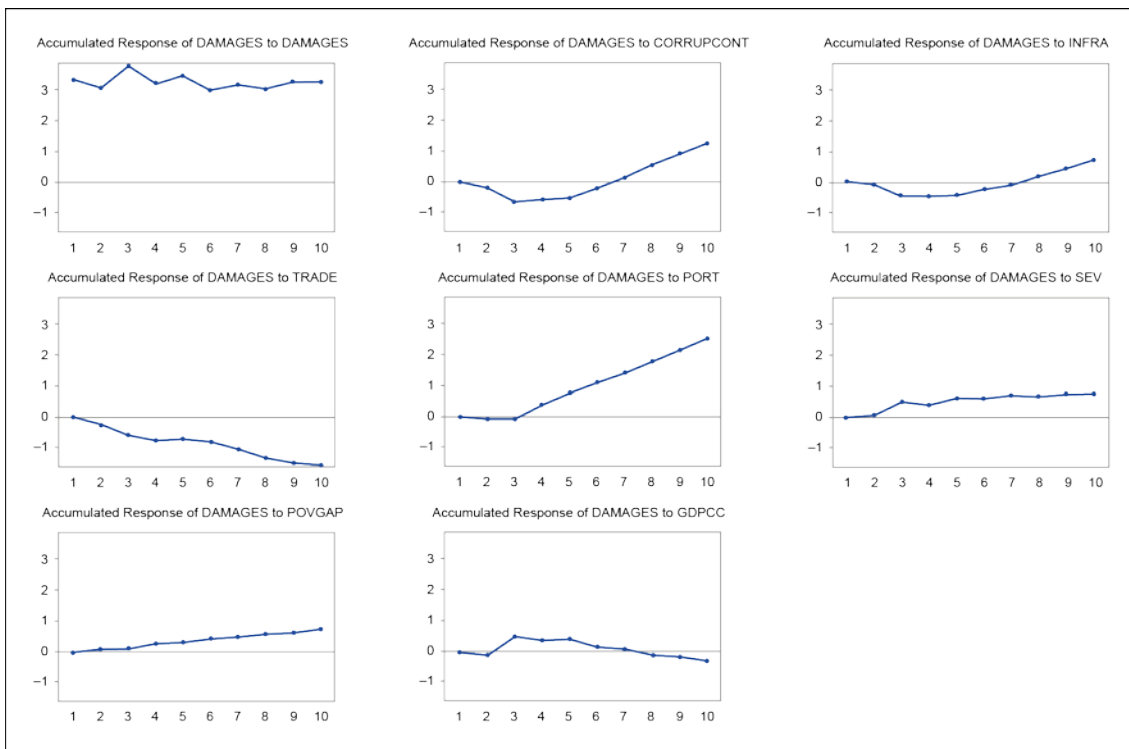 Accumulated Response of DAMAGES to DAMAGES
3
2
1
0
–1
1 2 3 4 5 6 7 8 9 10
Accumulated Response of DAMAGES to CORRUPCONT
3
2
1
0
–1
1 2 3 4 5 6 7 8 9 10
Accumulated Response of DAMAGES to INFRA
3
2
1
0
–1
1 2 3 4 5 6 7 8 9 10
Accumulated Response of DAMAGES to TRADE
3
2
1
0
–1
1 2 3 4 5 6 7 8 9 10
Accumulated Response of DAMAGES to PORT
3
2
1
0
–1
1 2 3 4 5 6 7 8 9 10
Accumulated Response of DAMAGES to SEV
3
2
1
0
–1
1 2 3 4 5 6 7 8 9 10
Accumulated Response of DAMAGES to POVGAP
3
2
1
0
–1
1 2 3 4 5 6 7 8 9 10
Accumulated Response of DAMAGES to GDPCC
3
2
1
0
–1
1 2 3 4 5 6 7 8 9 10